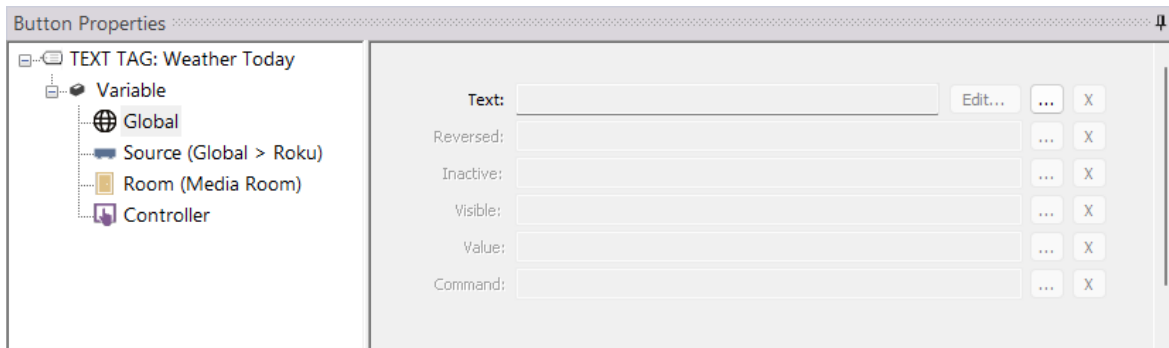 Button Properties
TEXT TAG: Weather Today
Variable
Global
Source (Global > Roku)
Room (Media Room)
Controller
Text: Edit... ... X
Reversed: ... X
Inactive: ... X
Visible: ... X
Value: ... X
Command: ... X